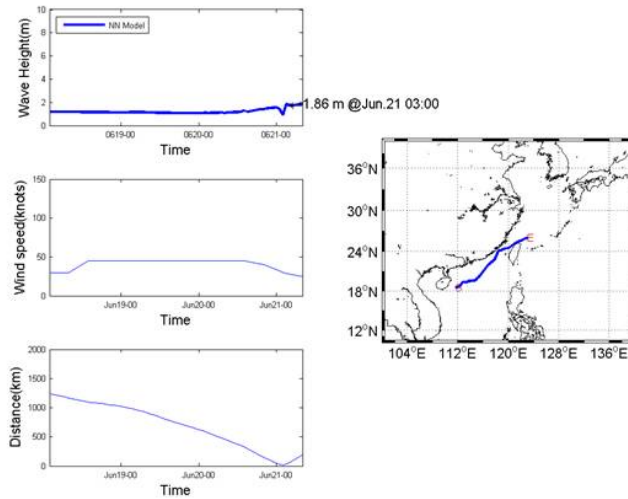 10
8
6
4
2
0
Wave Height(m)
NN Model
1.86 m @Jun.21 03:00
0619-00 0620-00 0621-00
Time
150
100
50
0
Wind speed(knots)
Jun19-00 Jun20-00 Jun21-00
Time
2000
1500
1000
500
0
Distance(km)
Jun19-00 Jun20-00 Jun21-00
Time
36°N
30°N
24°N
18°N
12°N
104°E 112°E 120°E 128°E 136°E